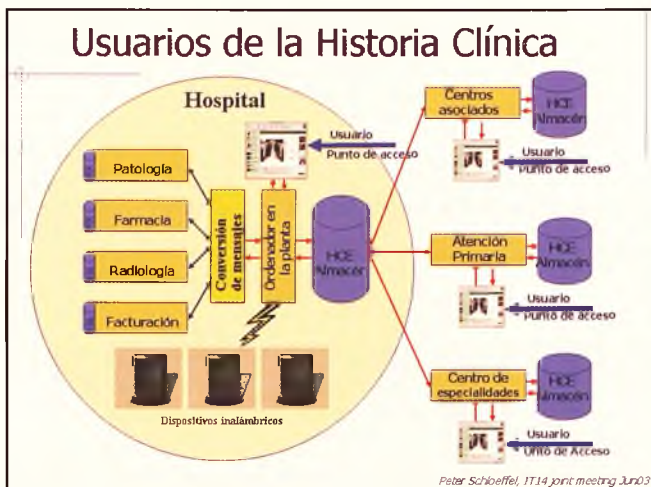 Usuarios de la Historia Clínica
Hospital
Patología
Farmacia
Radiología
Facturación
Conversión
de mensajes
Ordenador en
la planta
HCE
Almacén
Usuario
Punto de acceso
Dispositivos inalámbricos
Centros
asociados
HCE
Almacén
Usuario
Punto de acceso
Atención
Primaria
HCE
Almacén
Usuario
Punto de acceso
Centro de
especialidades
HCE
Almacén
Usuario
Unto de Acceso
Peter Schloeffel, IT14 joint meeting Jun03